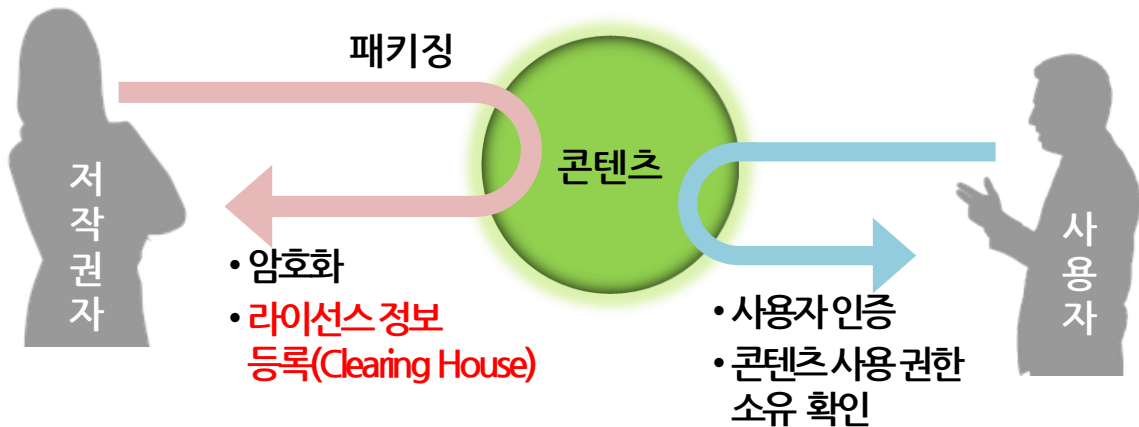 패키징
콘텐츠
저작권자
• 암호화
• 라이선스 정보
등록(Clearing House)
사용자
• 사용자 인증
• 콘텐츠 사용 권한
소유 확인